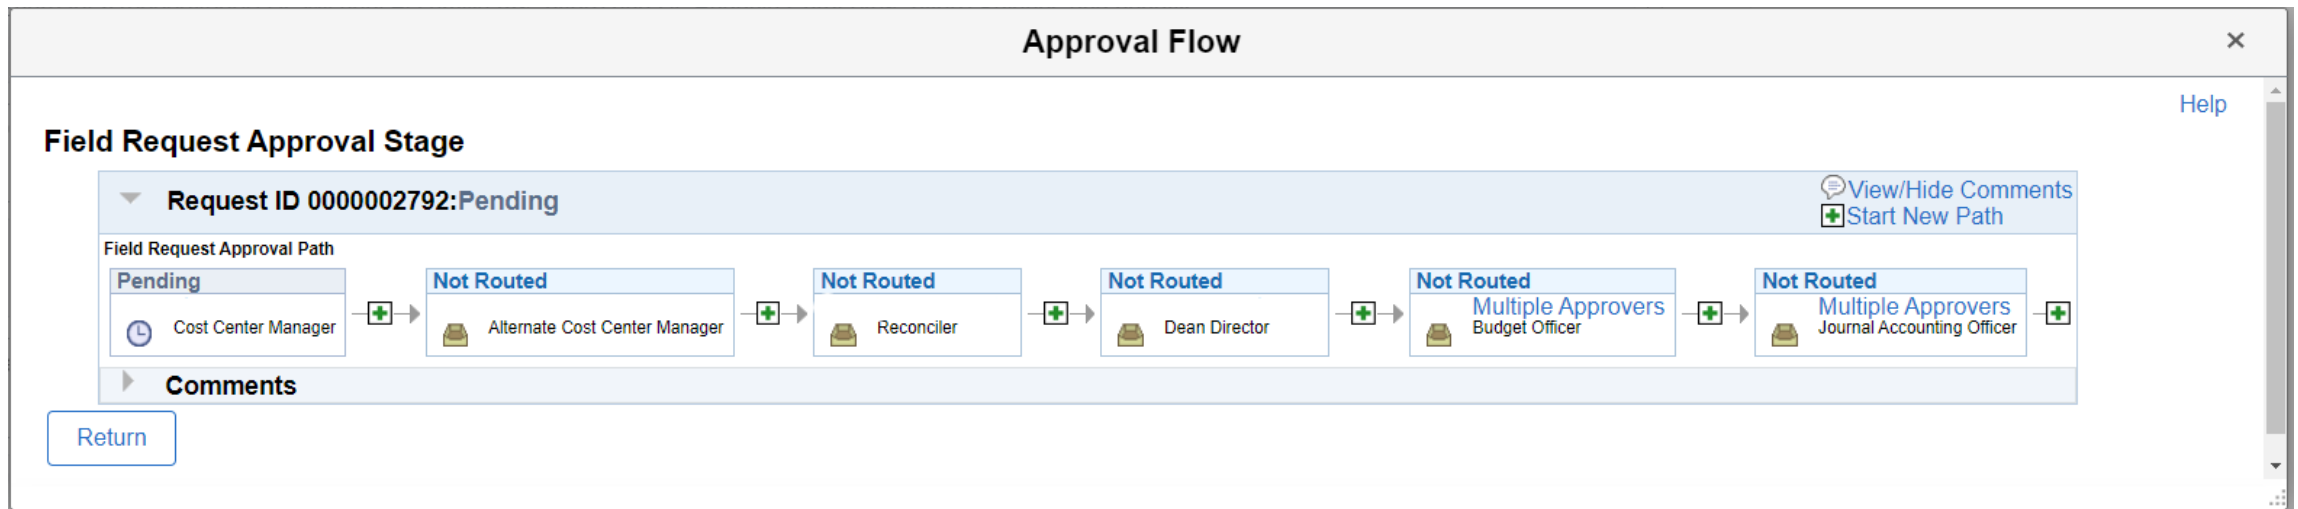 Approval Flow
Help
Field Request Approval Stage
Request ID 0000002792:Pending
View/Hide Comments
Start New Path
Field Request Approval Path
Pending
Cost Center Manager
Not Routed
Alternate Cost Center Manager
Not Routed
Reconciler
Not Routed
Dean Director
Not Routed
Multiple Approvers
Budget Officer
Not Routed
Multiple Approvers
Journal Accounting Officer
Comments
Return